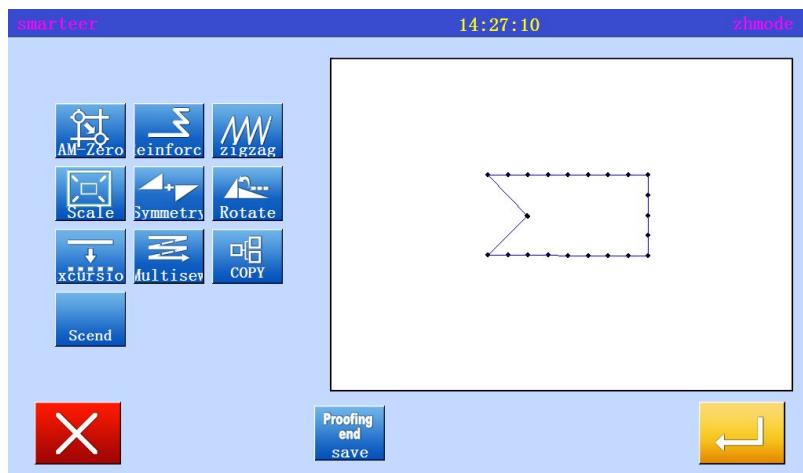 smarteer 14:27:10 zhmode
AM-Zero einforc zigzag
Scale Symmetry Rotate
xcursio Multisew COPY
Scend
Proofing
end
save